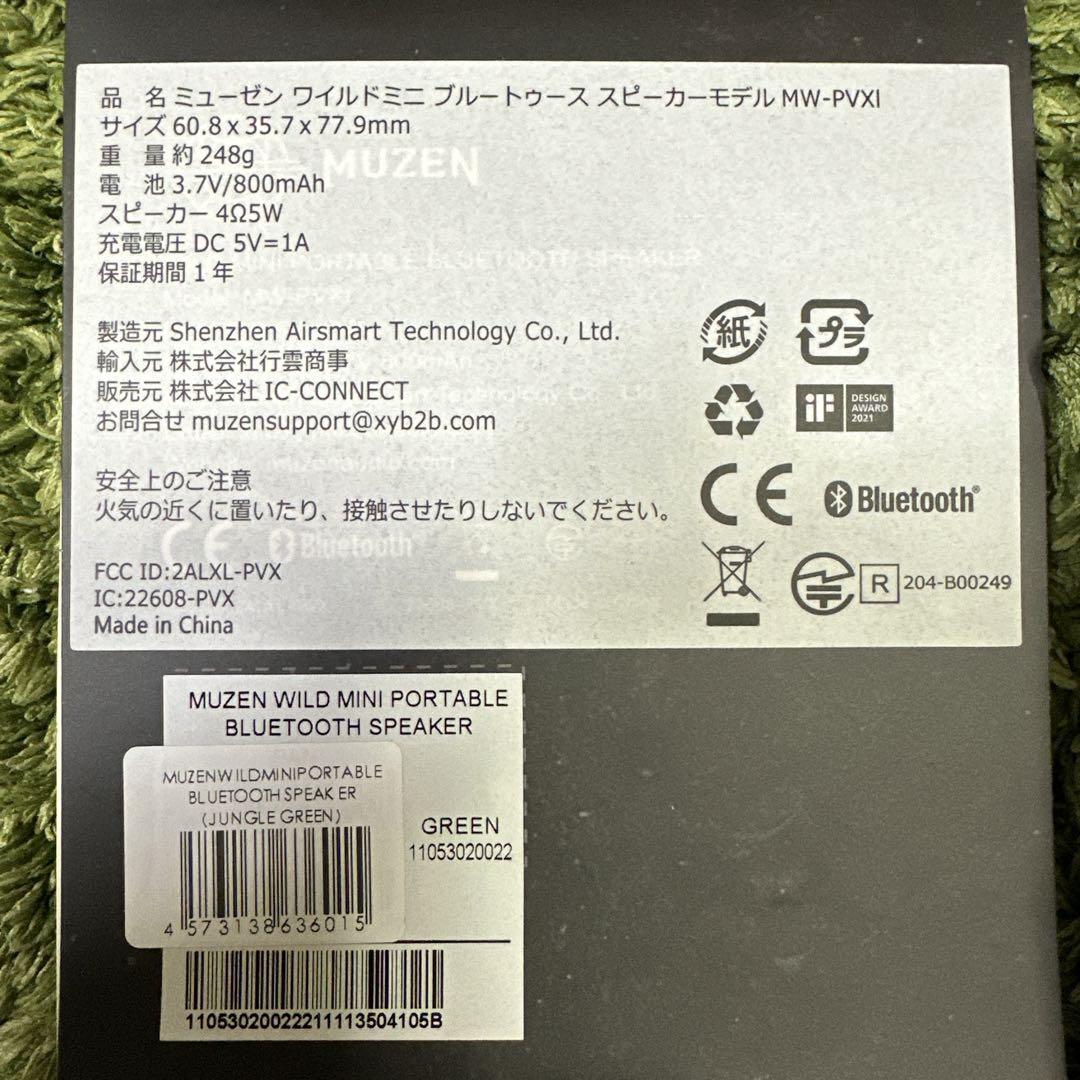 品 名 ミューゼン ワイルドミニ ブルートゥース スピーカーモデル MW-PVXI
サイズ 60.8 x 35.7 x 77.9mm
重 量 約 248g
MUZEN
電 池 3.7V/800mAh
スピーカー 4Ω5W
充電電圧 DC 5V=1A
保証期間 1 年
製造元 Shenzhen Airsmart Technology Co., Ltd.
輸入元 株式会社行雲商事
販売元 株式会社 IC-CONNECT
お問合せ muzensupport@xyb2b.com
紙
プラ
iF
DESIGN
AWARD
2021
安全上のご注意
火気の近くに置いたり、接触させたりしないでください。
CE
Bluetooth®
CE Bluetooth
FCC ID:2ALXL-PVX
IC:22608-PVX
Made in China
R 204-B00249
MUZEN WILD MINI PORTABLE
BLUETOOTH SPEAKER
MUZENWILDMINIPORTABLE
BLUETOOTH SPEAKER
(JUNGLE GREEN)
4 573138 636015
GREEN
11053020022
11053020022211113504105B